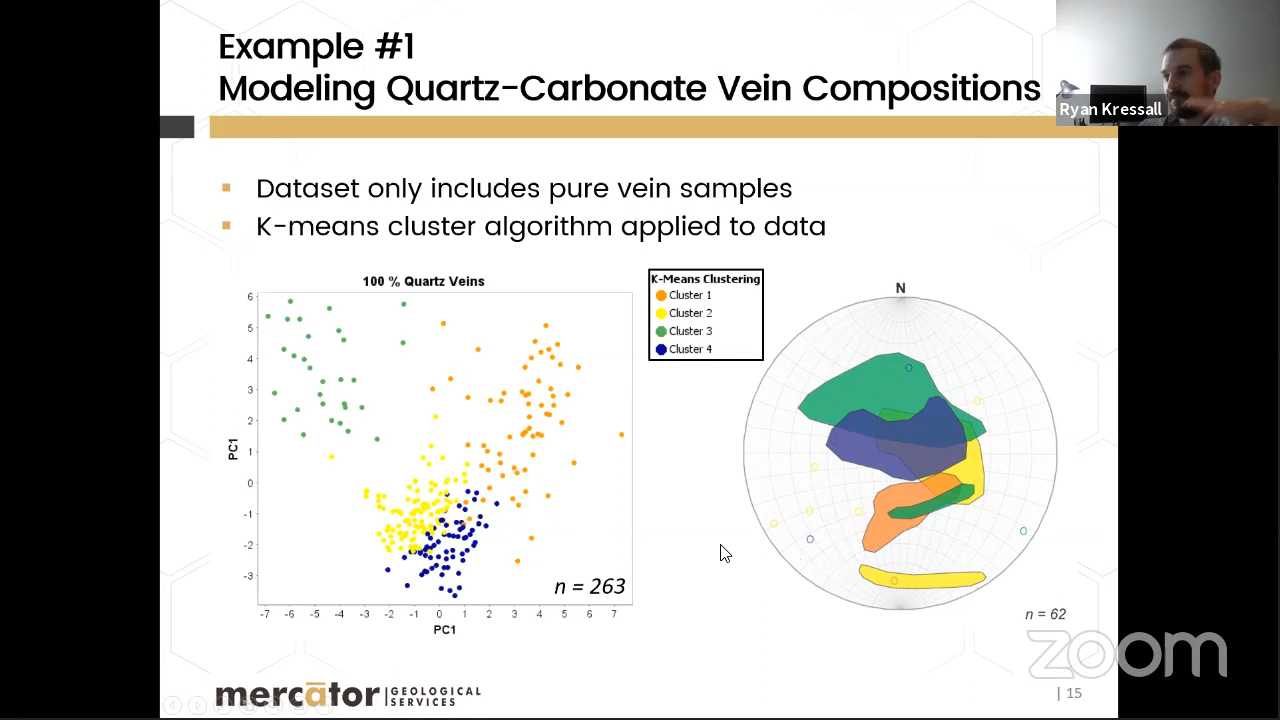 Example #1
Modeling Quartz-Carbonate Vein Compositions
Ryan Kressall
▪ Dataset only includes pure vein samples
▪ K-means cluster algorithm applied to data
100 % Quartz Veins
6
5
4
3
2
1
0
-1
-2
-3
PC1
-7 -6 -5 -4 -3 -2 -1 0 1 2 3 4 5 6 7
PC1
n = 263
K-Means Clustering
Cluster 1
Cluster 2
Cluster 3
Cluster 4
N
n = 62
zoom
mercator GEOLOGICAL
SERVICES
| 15